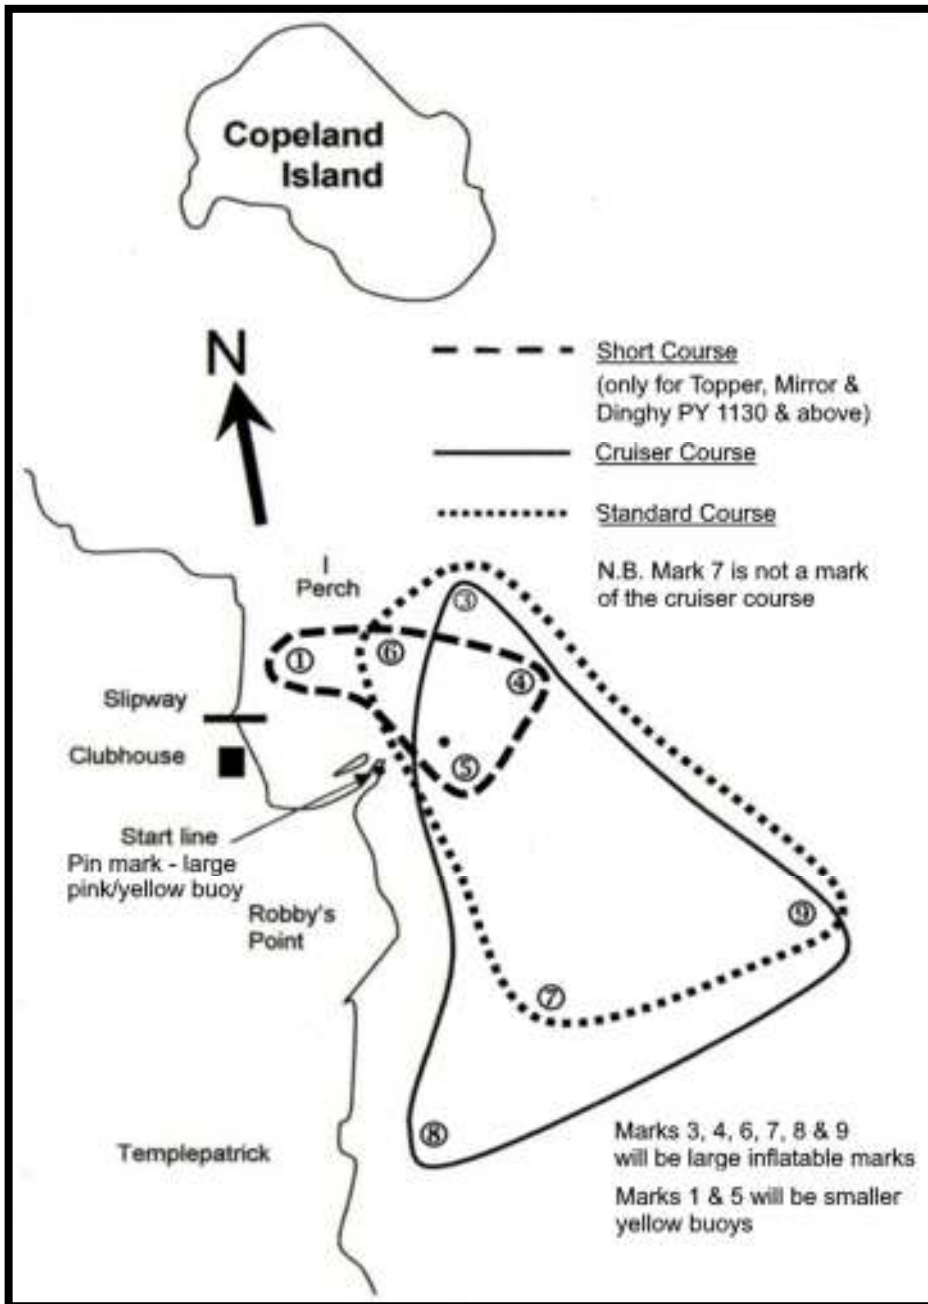 Copeland
Island
N
Short Course
(only for Topper, Mirror &
Dinghy PY 1130 & above)
Cruiser Course
Standard Course
N.B. Mark 7 is not a mark
of the cruiser course
I
Perch
③
①
⑥
④
Slipway
Clubhouse
⑤
Start line
Pin mark - large
pink/yellow buoy
Robby's
Point
⑨
⑦
⑧
Templepatrick
Marks 3, 4, 6, 7, 8 & 9
will be large inflatable marks
Marks 1 & 5 will be smaller
yellow buoys